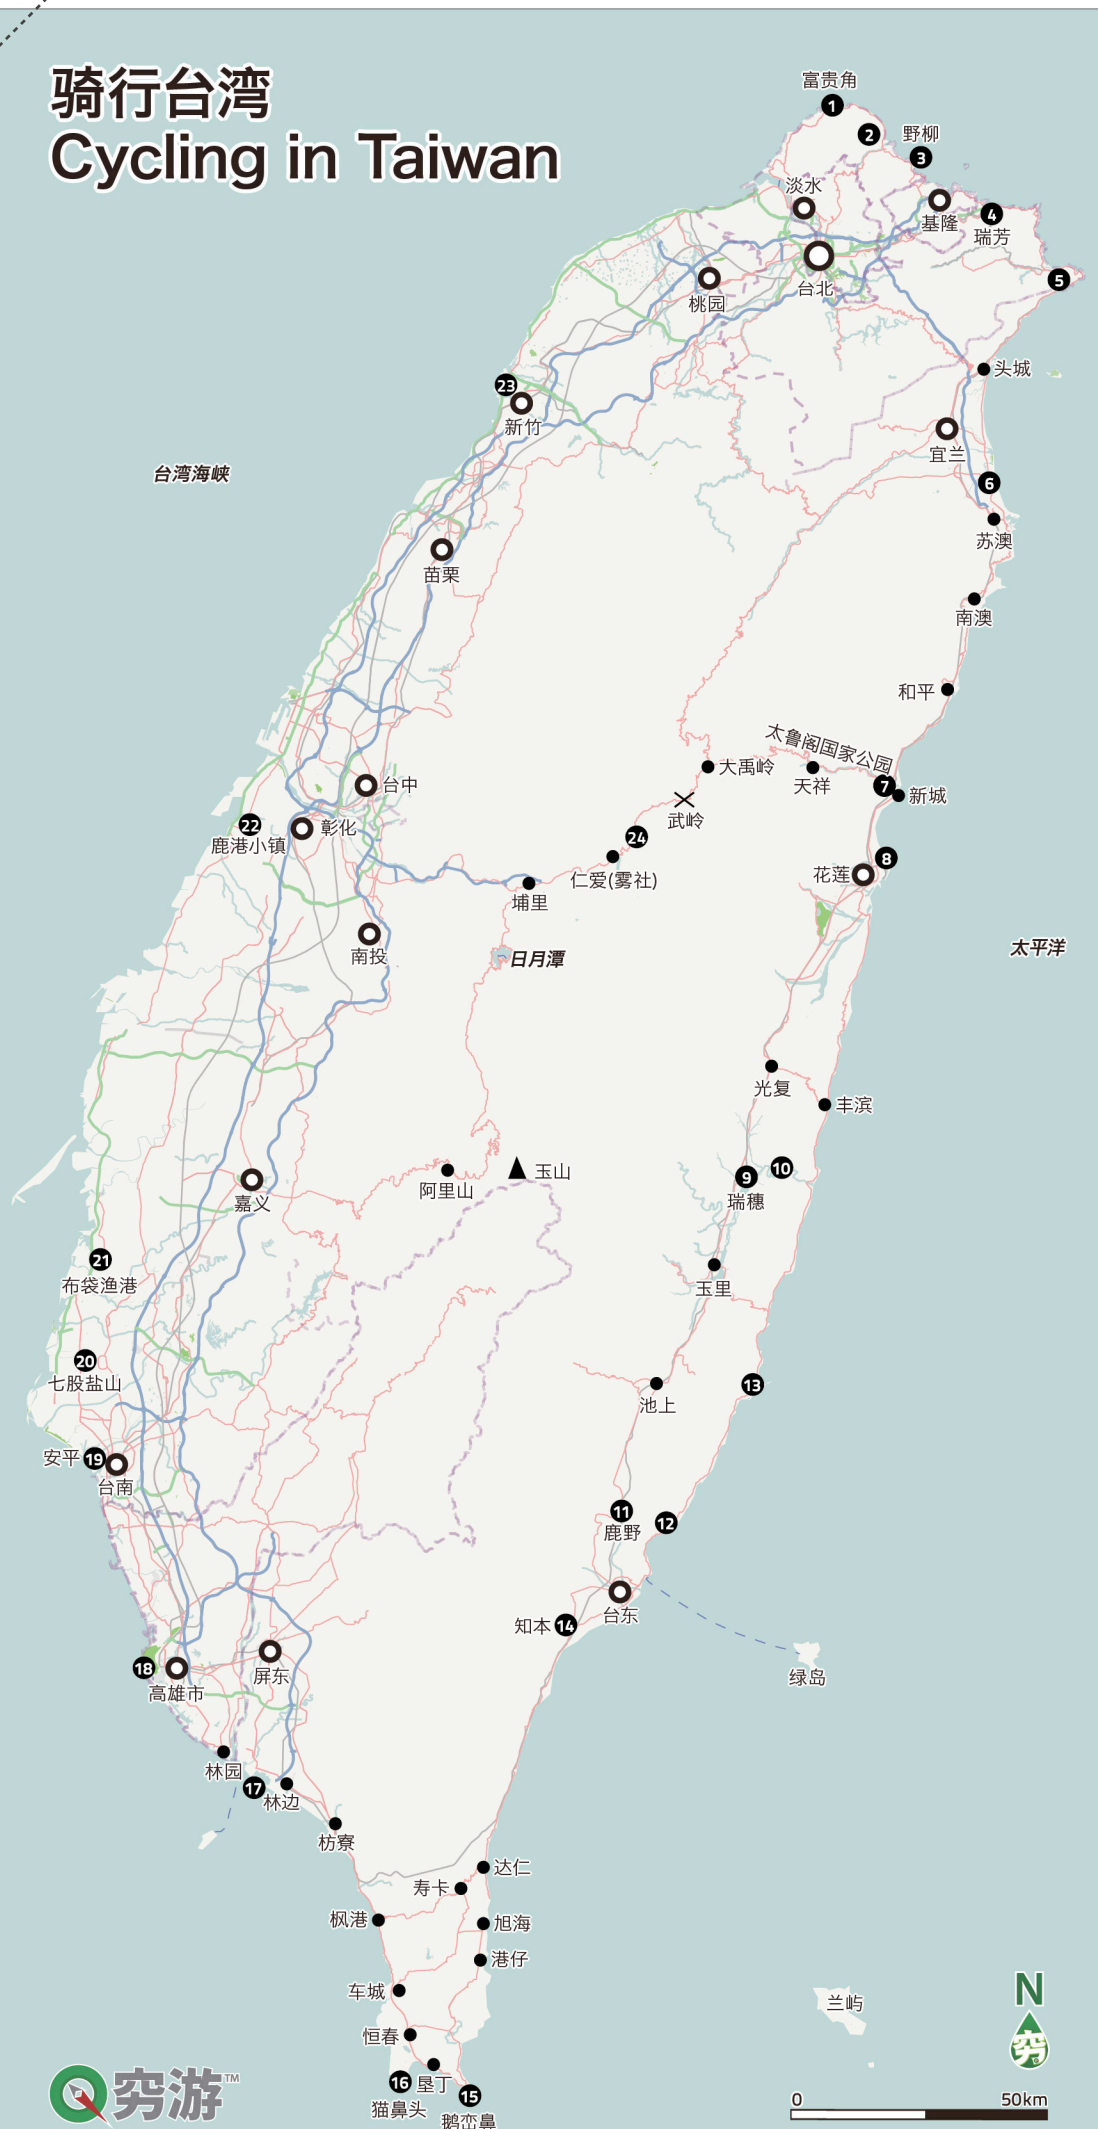 骑行台湾
Cycling in Taiwan
富贵角
1
2
野柳
3
淡水
基隆
4
瑞芳
台北
5
桃园
头城
23
新竹
宜兰
台湾海峡
6
苏澳
苗栗
南澳
和平
太鲁阁国家公园
大禹岭
天祥
7
新城
台中
武岭
22
鹿港小镇
彰化
24
仁爱(雾社)
8
花莲
埔里
南投
日月潭
太平洋
光复
丰滨
阿里山
玉山
9
瑞穗
10
嘉义
21
布袋渔港
玉里
20
七股盐山
池上
13
安平
19
台南
11
鹿野
12
台东
知本
14
绿岛
18
高雄市
屏东
林园
17
林边
枋寮
达仁
寿卡
枫港
旭海
港仔
车城
兰屿
恒春
16
猫鼻头
垦丁
15
鹅峦鼻
N
穷
穷游™
0
50km